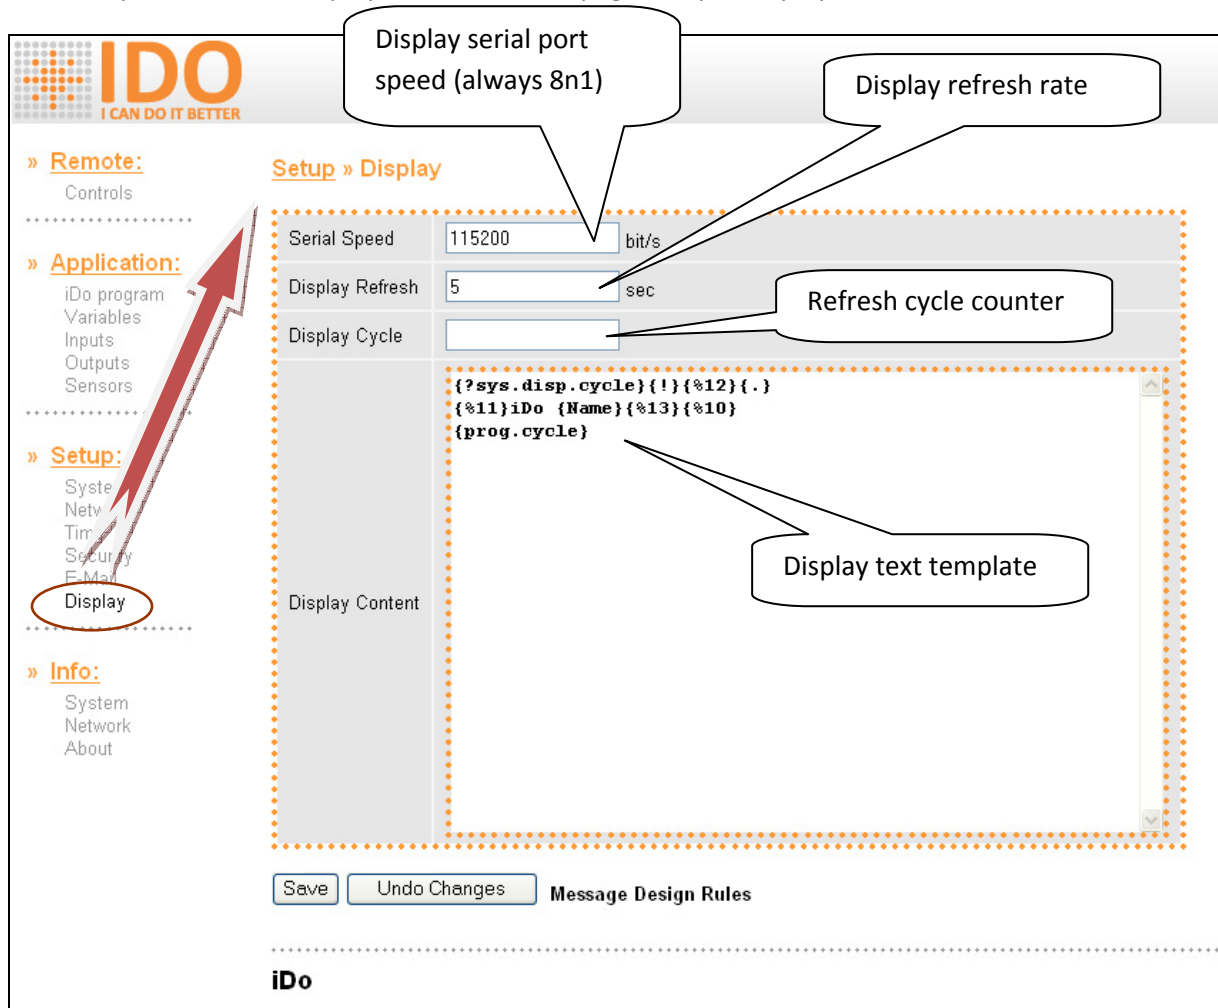 Display serial port
speed (always 8n1)
Display refresh rate
IDO
I CAN DO IT BETTER
» Remote:
Controls
» Application:
iDo program
Variables
Inputs
Outputs
Sensors
» Setup:
E-Mail
Display
» Info:
System
Network
About
Setup » Display
Serial Speed 115200 bit/s
Display Refresh 5 sec
Refresh cycle counter
Display Cycle
Display Content
{?sys.disp.cycle}{!}{%12}{.}
{%11}iDo {Name}{%13}{%10}
{prog.cycle}
Display text template
Save Undo Changes Message Design Rules
iDo